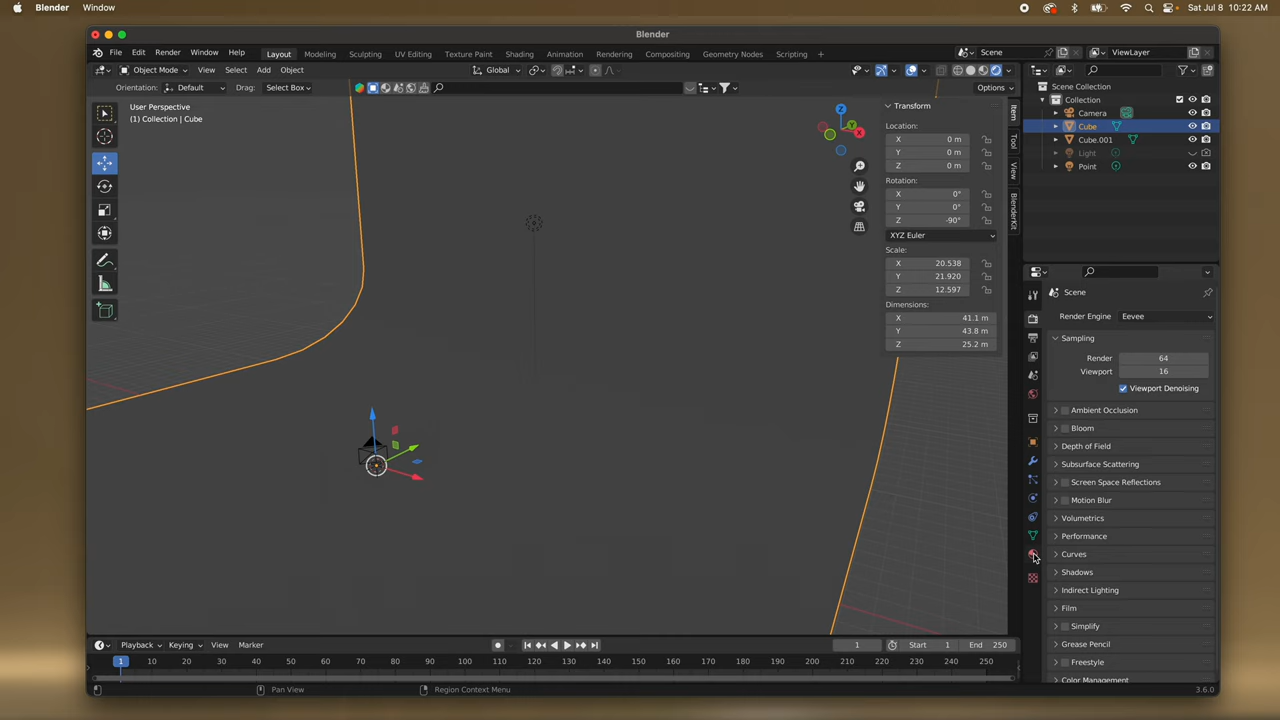 Blender Window Sat Jul 8 10:22 AM
Blender
File Edit Render Window Help Layout Modeling Sculpting UV Editing Texture Paint Shading Animation Rendering Compositing Geometry Nodes Scripting + Scene ViewLayer
Object Mode View Select Add Object Global
Orientation: Default Drag: Select Box Options
User Perspective
(1) Collection | Cube
Z
Y
X
Transform
Location:
X 0 m
Y 0 m
Z 0 m
Rotation:
X 0°
Y 0°
Z -90°
XYZ Euler
Scale:
X 20.538
Y 21.920
Z 12.597
Dimensions:
X 41.1 m
Y 43.8 m
Z 25.2 m
Item
Tool
View
BlenderKit
Scene Collection
Collection
Camera
Cube
Cube.001
Light
Point
Scene
Render Engine Eevee
Sampling
Render 64
Viewport 16
Viewport Denoising
Ambient Occlusion
Bloom
Depth of Field
Subsurface Scattering
Screen Space Reflections
Motion Blur
Volumetrics
Performance
Curves
Shadows
Indirect Lighting
Film
Simplify
Grease Pencil
Freestyle
Color Management
Playback Keying View Marker 1 Start 1 End 250
1 10 20 30 40 50 60 70 80 90 100 110 120 130 140 150 160 170 180 190 200 210 220 230 240 250
Pan View Region Context Menu 3.6.0